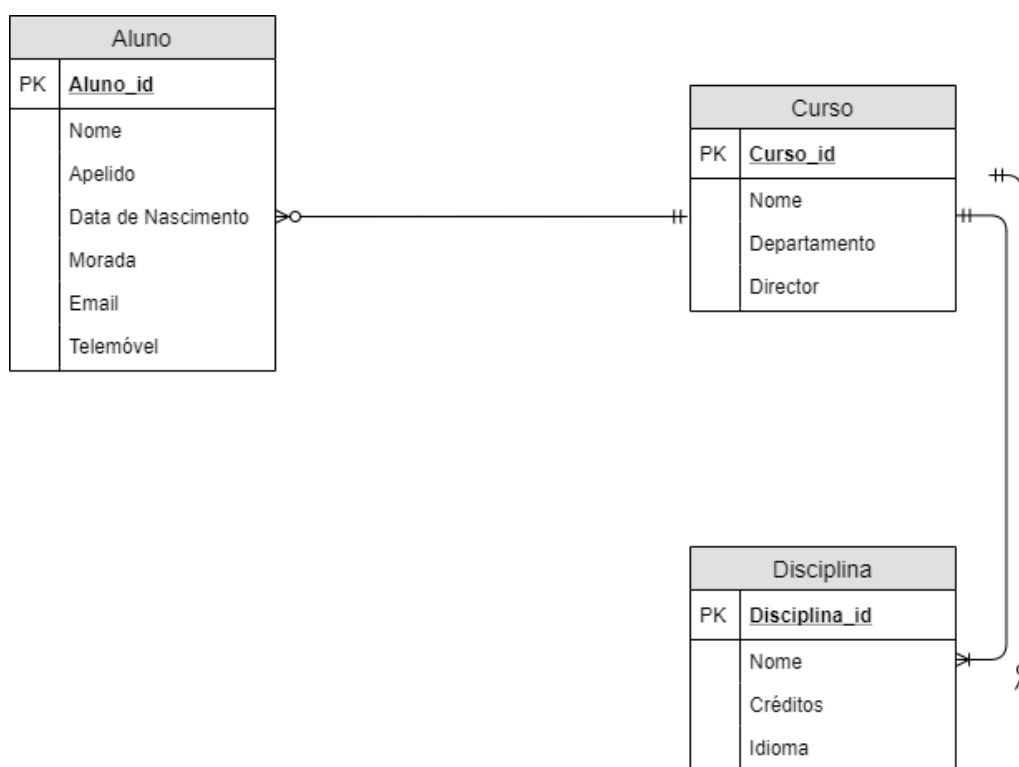 Aluno
PK Aluno_id
Nome
Apelido
Data de Nascimento
Morada
Email
Telemóvel
Curso
PK Curso_id
Nome
Departamento
Director
Disciplina
PK Disciplina_id
Nome
Créditos
Idioma